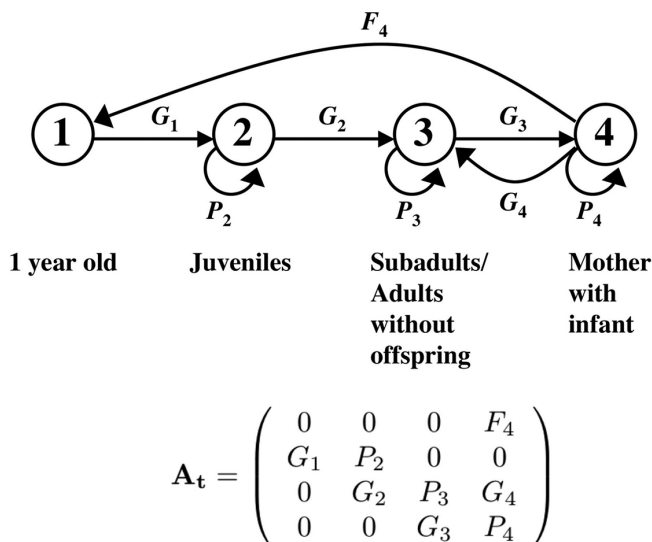 F4
1 G1 2 G2 3 G3 4
P2 P3 G4 P4
1 year old Juveniles Subadults/ Mother
Adults with
without infant
offspring
At =
0 0 0 F4
G1 P2 0 0
0 G2 P3 G4
0 0 G3 P4